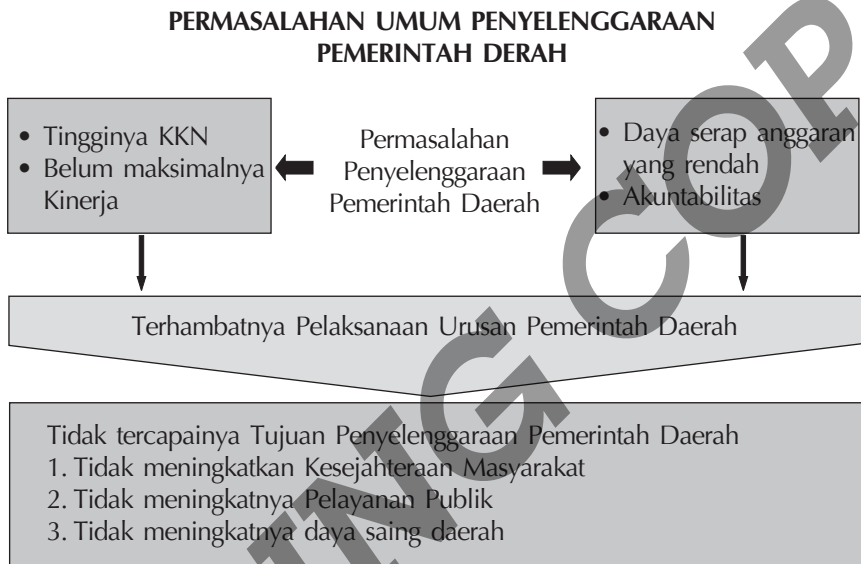 PERMASALAHAN UMUM PENYELENGGARAAN
PEMERINTAH DERAH
• Tingginya KKN
• Belum maksimalnya
Kinerja
Permasalahan
Penyelenggaraan
Pemerintah Daerah
• Daya serap anggaran
yang rendah
• Akuntabilitas
Terhambatnya Pelaksanaan Urusan Pemerintah Daerah
Tidak tercapainya Tujuan Penyelenggaraan Pemerintah Daerah
1. Tidak meningkatkan Kesejahteraan Masyarakat
2. Tidak meningkatnya Pelayanan Publik
3. Tidak meningkatnya daya saing daerah
NG COP